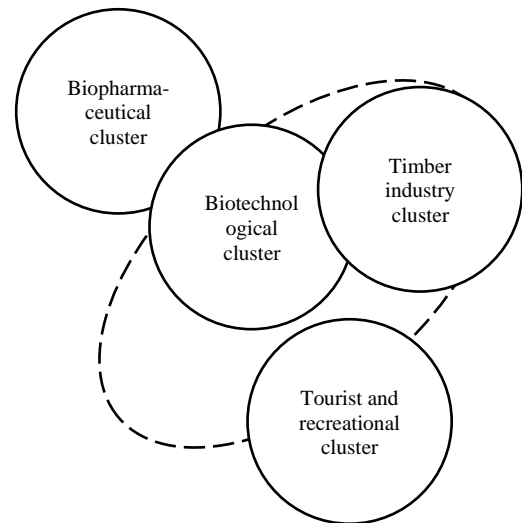 Biopharma-
ceutical
cluster
Timber
industry
cluster
Biotechnol
ogical
cluster
Tourist and
recreational
cluster